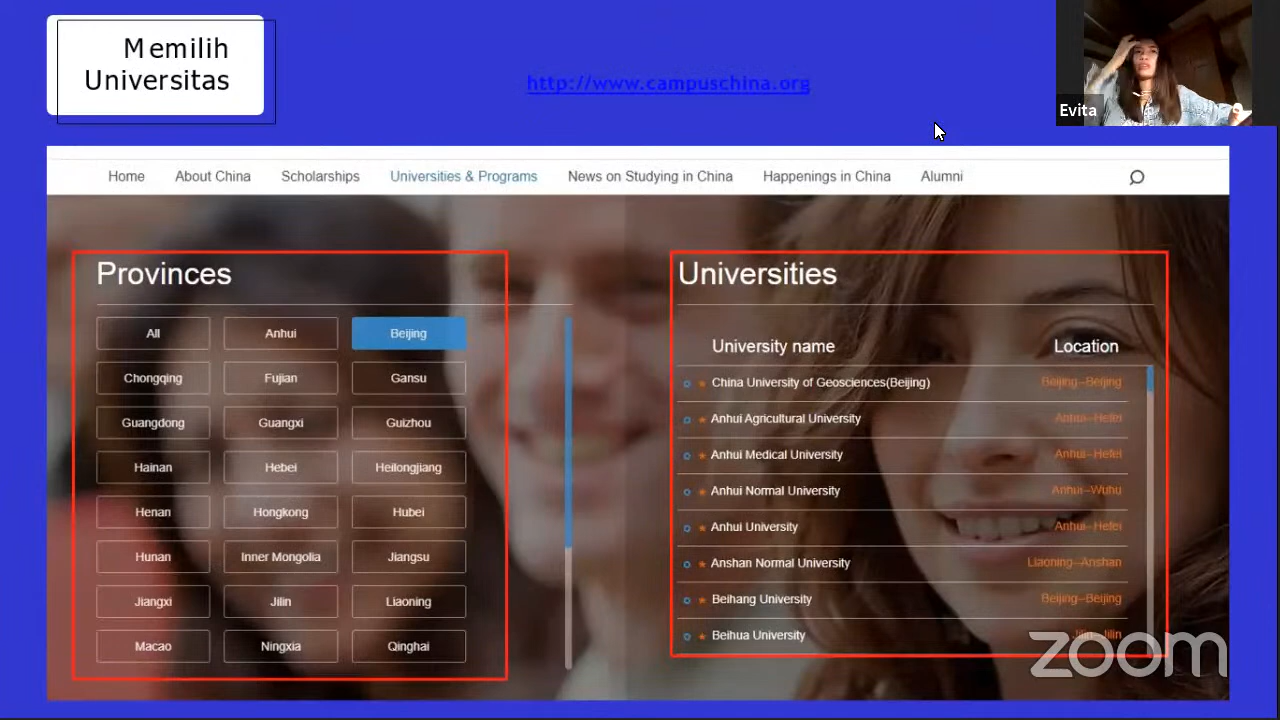 Memilih
Universitas
http://www.campuschina.org
Evita
Home About China Scholarships Universities & Programs News on Studying in China Happenings in China Alumni
Provinces
All Anhui Beijing
Chongqing Fujian Gansu
Guangdong Guangxi Guizhou
Hainan Hebei Heilongjiang
Henan Hongkong Hubei
Hunan Inner Mongolia Jiangsu
Jiangxi Jilin Liaoning
Macao Ningxia Qinghai
Universities
University name Location
China University of Geosciences(Beijing) Beijing--Beijing
Anhui Agricultural University Anhui--Hefei
Anhui Medical University Anhui--Hefei
Anhui Normal University Anhui--Wuhu
Anhui University Anhui--Hefei
Anshan Normal University Liaoning--Anshan
Beihang University Beijing--Beijing
Beihua University Jilin--Jilin
zoom